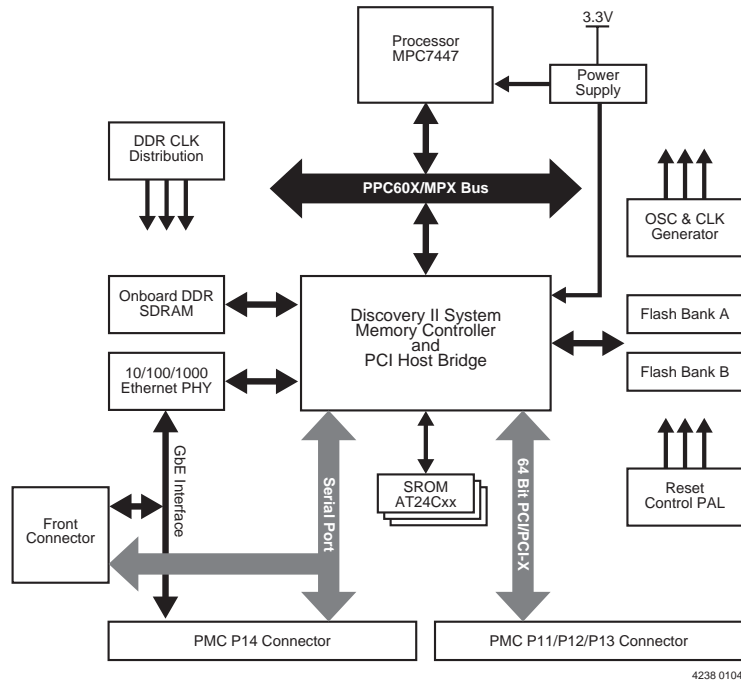 3.3V
Processor
MPC7447
Power
Supply
DDR CLK
Distribution
PPC60X/MPX Bus
OSC & CLK
Generator
Onboard DDR
SDRAM
Discovery II System
Memory Controller
and
PCI Host Bridge
Flash Bank A
10/100/1000
Ethernet PHY
Flash Bank B
GbE Interface
Serial Port
SROM
AT24Cxx
64 Bit PCI/PCI-X
Reset
Control PAL
Front
Connector
PMC P14 Connector
PMC P11/P12/P13 Connector
4238 0104